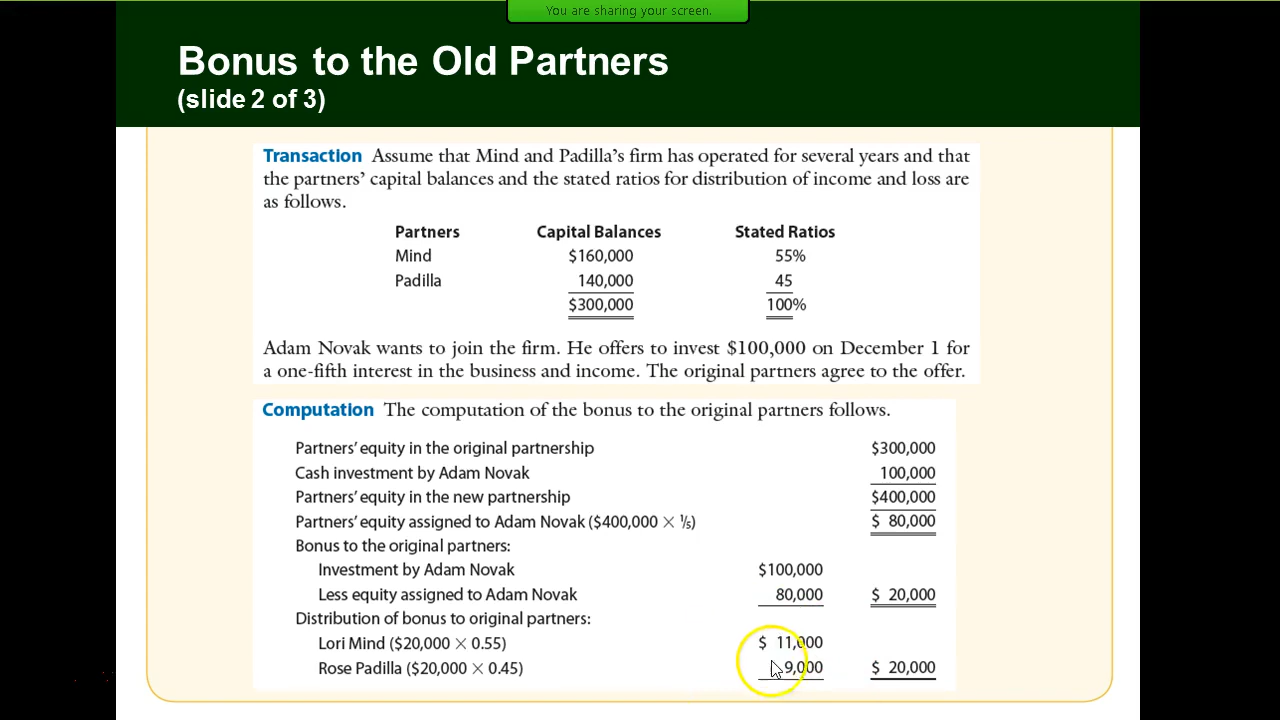 You are sharing your screen.
Bonus to the Old Partners
(slide 2 of 3)
Transaction Assume that Mind and Padilla's firm has operated for several years and that
the partners' capital balances and the stated ratios for distribution of income and loss are
as follows.
Partners Capital Balances Stated Ratios
Mind $160,000 55%
Padilla 140,000 45
$300,000 100%
Adam Novak wants to join the firm. He offers to invest $100,000 on December 1 for
a one-fifth interest in the business and income. The original partners agree to the offer.
Computation The computation of the bonus to the original partners follows.
Partners' equity in the original partnership $300,000
Cash investment by Adam Novak 100,000
Partners' equity in the new partnership $400,000
Partners' equity assigned to Adam Novak ($400,000 × 1/5) $ 80,000
Bonus to the original partners:
Investment by Adam Novak $100,000
Less equity assigned to Adam Novak 80,000 $ 20,000
Distribution of bonus to original partners:
Lori Mind ($20,000 × 0.55) $ 11,000
Rose Padilla ($20,000 × 0.45) 9,000 $ 20,000